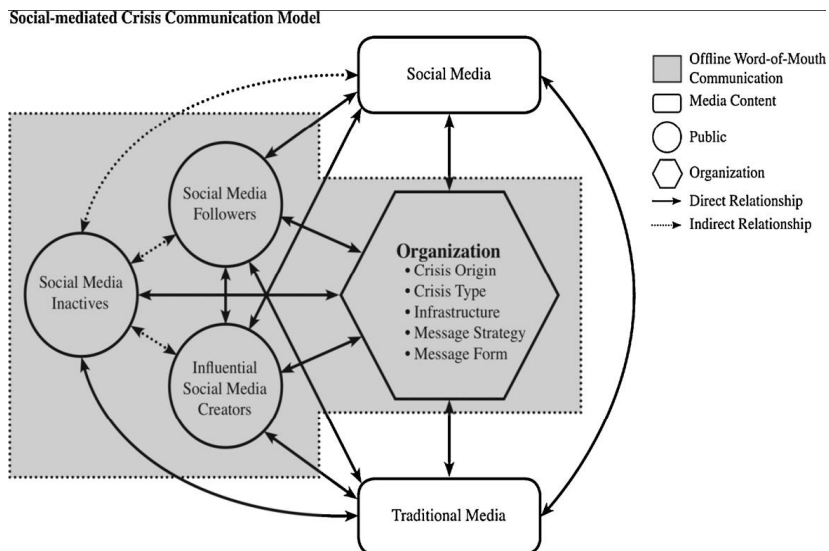 Social-mediated Crisis Communication Model
Social Media
Offline Word-of-Mouth
Communication
Media Content
Public
Organization
Direct Relationship
Indirect Relationship
Social Media
Followers
Organization
• Crisis Origin
• Crisis Type
• Infrastructure
• Message Strategy
• Message Form
Social Media
Inactives
Influential
Social Media
Creators
Traditional Media